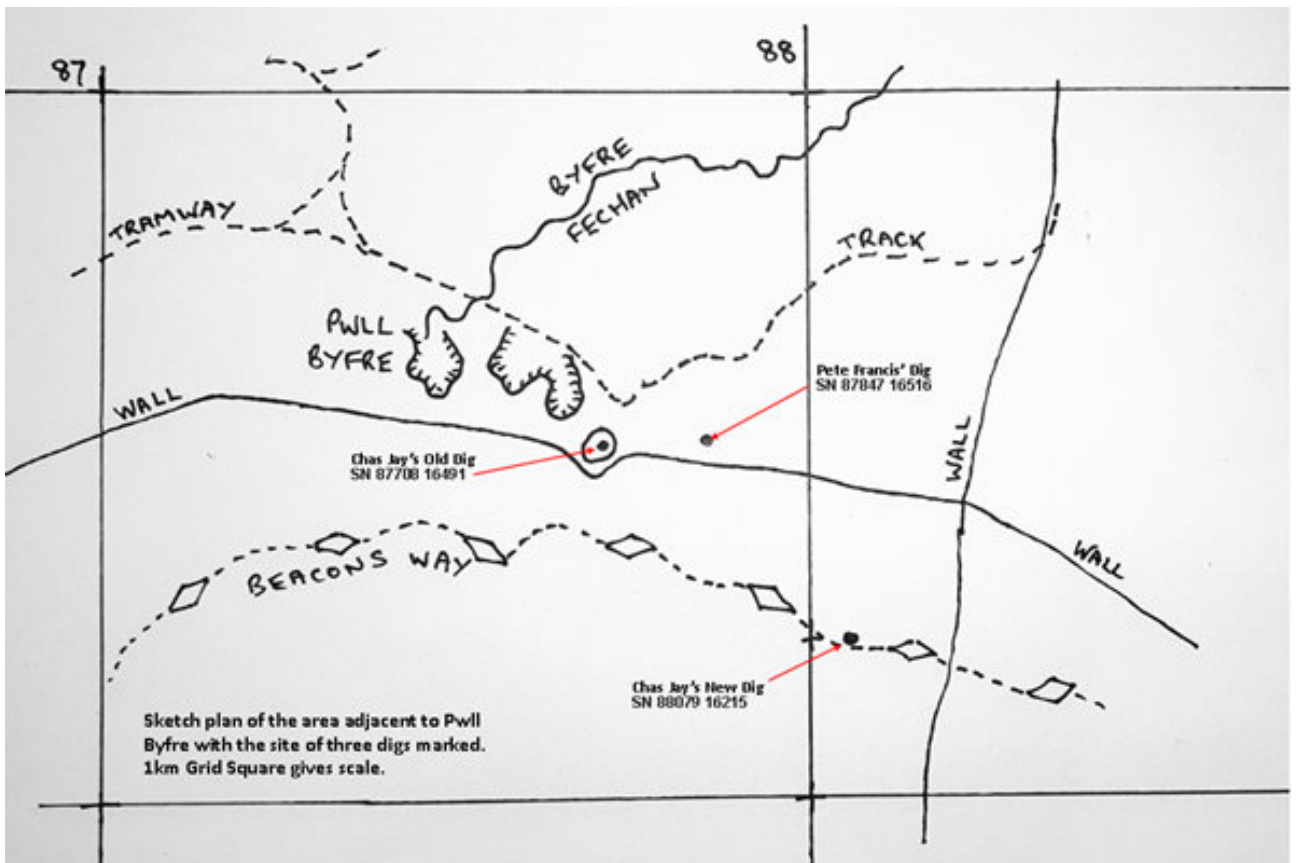 87
88
BYFRE
FECHAN
TRAMWAY
TRACK
PWLL
BYFRE
Pete Francis' Dig
SN 87847 16516
WALL
Chas Jay's Old Dig
SN 87708 16491
WALL
WALL
BEACONS WAY
Chas Jay's New Dig
SN 88079 16215
Sketch plan of the area adjacent to Pwll
Byfre with the site of three digs marked.
1km Grid Square gives scale.